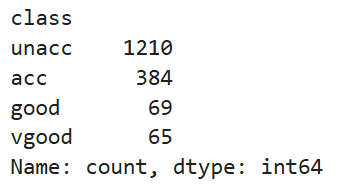 class
unacc    1210
acc       384
good       69
vgood      65
Name: count, dtype: int64